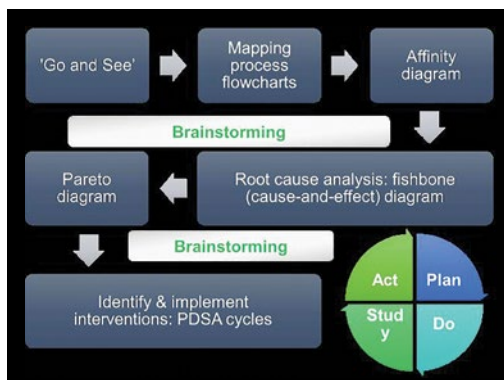 'Go and See'
Mapping
process
flowcharts
Affinity
diagram
Brainstorming
Pareto
diagram
Root cause analysis: fishbone
(cause-and-effect) diagram
Brainstorming
Identify & implement
interventions: PDSA cycles
Act
Plan
Stud
y
Do